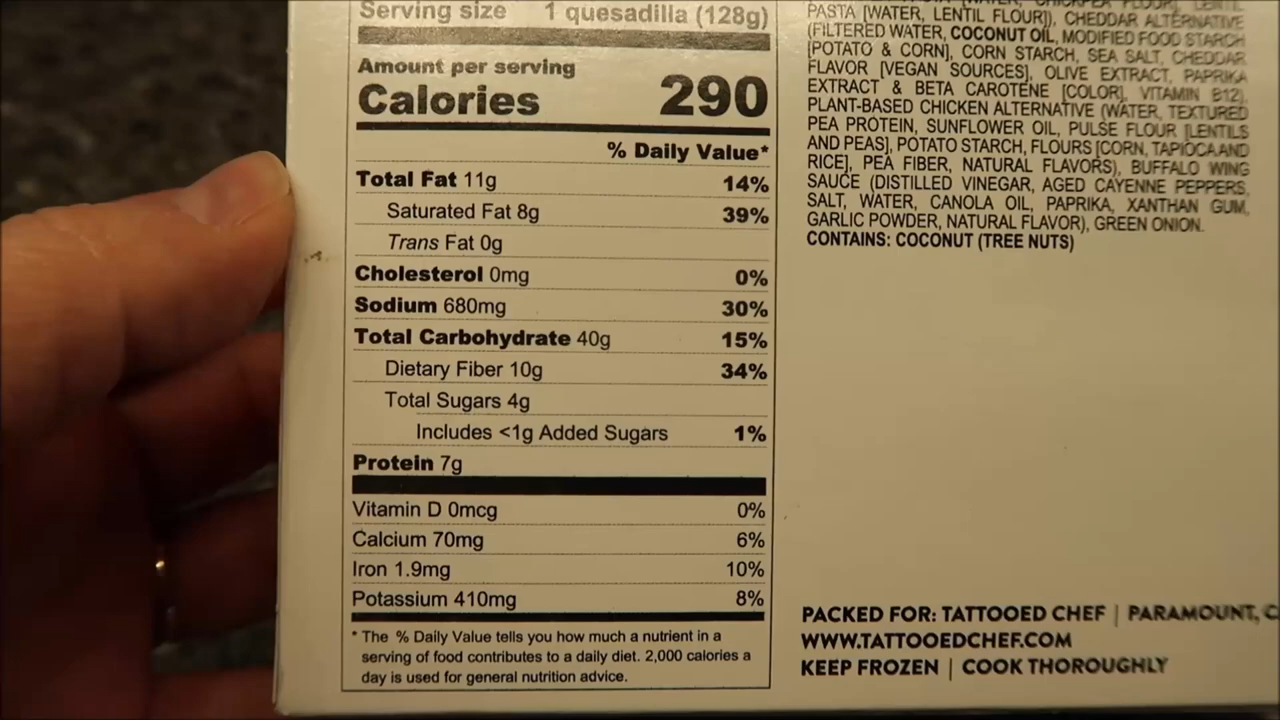 Serving size 1 quesadilla (128g)
Amount per serving
Calories 290
% Daily Value*
Total Fat 11g 14%
Saturated Fat 8g 39%
Trans Fat 0g
Cholesterol 0mg 0%
Sodium 680mg 30%
Total Carbohydrate 40g 15%
Dietary Fiber 10g 34%
Total Sugars 4g
Includes <1g Added Sugars 1%
Protein 7g
Vitamin D 0mcg 0%
Calcium 70mg 6%
Iron 1.9mg 10%
Potassium 410mg 8%
* The % Daily Value tells you how much a nutrient in a
serving of food contributes to a daily diet. 2,000 calories a
day is used for general nutrition advice.
PASTA [WATER, LENTIL FLOUR]), CHEDDAR ALTERNATIVE
(FILTERED WATER, COCONUT OIL, MODIFIED FOOD STARCH
[POTATO & CORN], CORN STARCH, SEA SALT, CHEDDAR
FLAVOR [VEGAN SOURCES], OLIVE EXTRACT, PAPRIKA
EXTRACT & BETA CAROTENE [COLOR], VITAMIN B12),
PLANT-BASED CHICKEN ALTERNATIVE (WATER, TEXTURED
PEA PROTEIN, SUNFLOWER OIL, PULSE FLOUR [LENTILS
AND PEAS], POTATO STARCH, FLOURS [CORN, TAPIOCA AND
RICE], PEA FIBER, NATURAL FLAVORS), BUFFALO WING
SAUCE (DISTILLED VINEGAR, AGED CAYENNE PEPPERS,
SALT, WATER, CANOLA OIL, PAPRIKA, XANTHAN GUM,
GARLIC POWDER, NATURAL FLAVOR), GREEN ONION.
CONTAINS: COCONUT (TREE NUTS)
PACKED FOR: TATTOOED CHEF | PARAMOUNT, C
WWW.TATTOOEDCHEF.COM
KEEP FROZEN | COOK THOROUGHLY